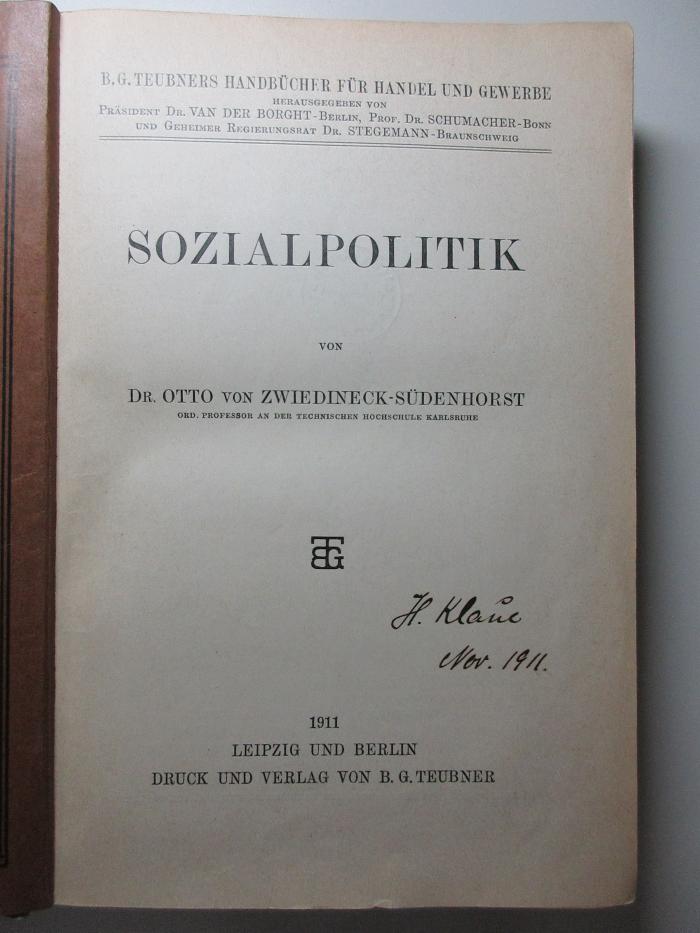 B. G. TEUBNERS HANDBÜCHER FÜR HANDEL UND GEWERBE
HERAUSGEGEBEN VON
PRÄSIDENT DR. VAN DER BORGHT-BERLIN, PROF. DR. SCHUMACHER-BONN
UND GEHEIMER REGIERUNGSRAT DR. STEGEMANN-BRAUNSCHWEIG
SOZIALPOLITIK
VON
DR. OTTO VON ZWIEDINECK-SÜDENHORST
ORD. PROFESSOR AN DER TECHNISCHEN HOCHSCHULE KARLSRUHE
BTG
H. Klaue
Nov. 1911.
1911
LEIPZIG UND BERLIN
DRUCK UND VERLAG VON B. G. TEUBNER